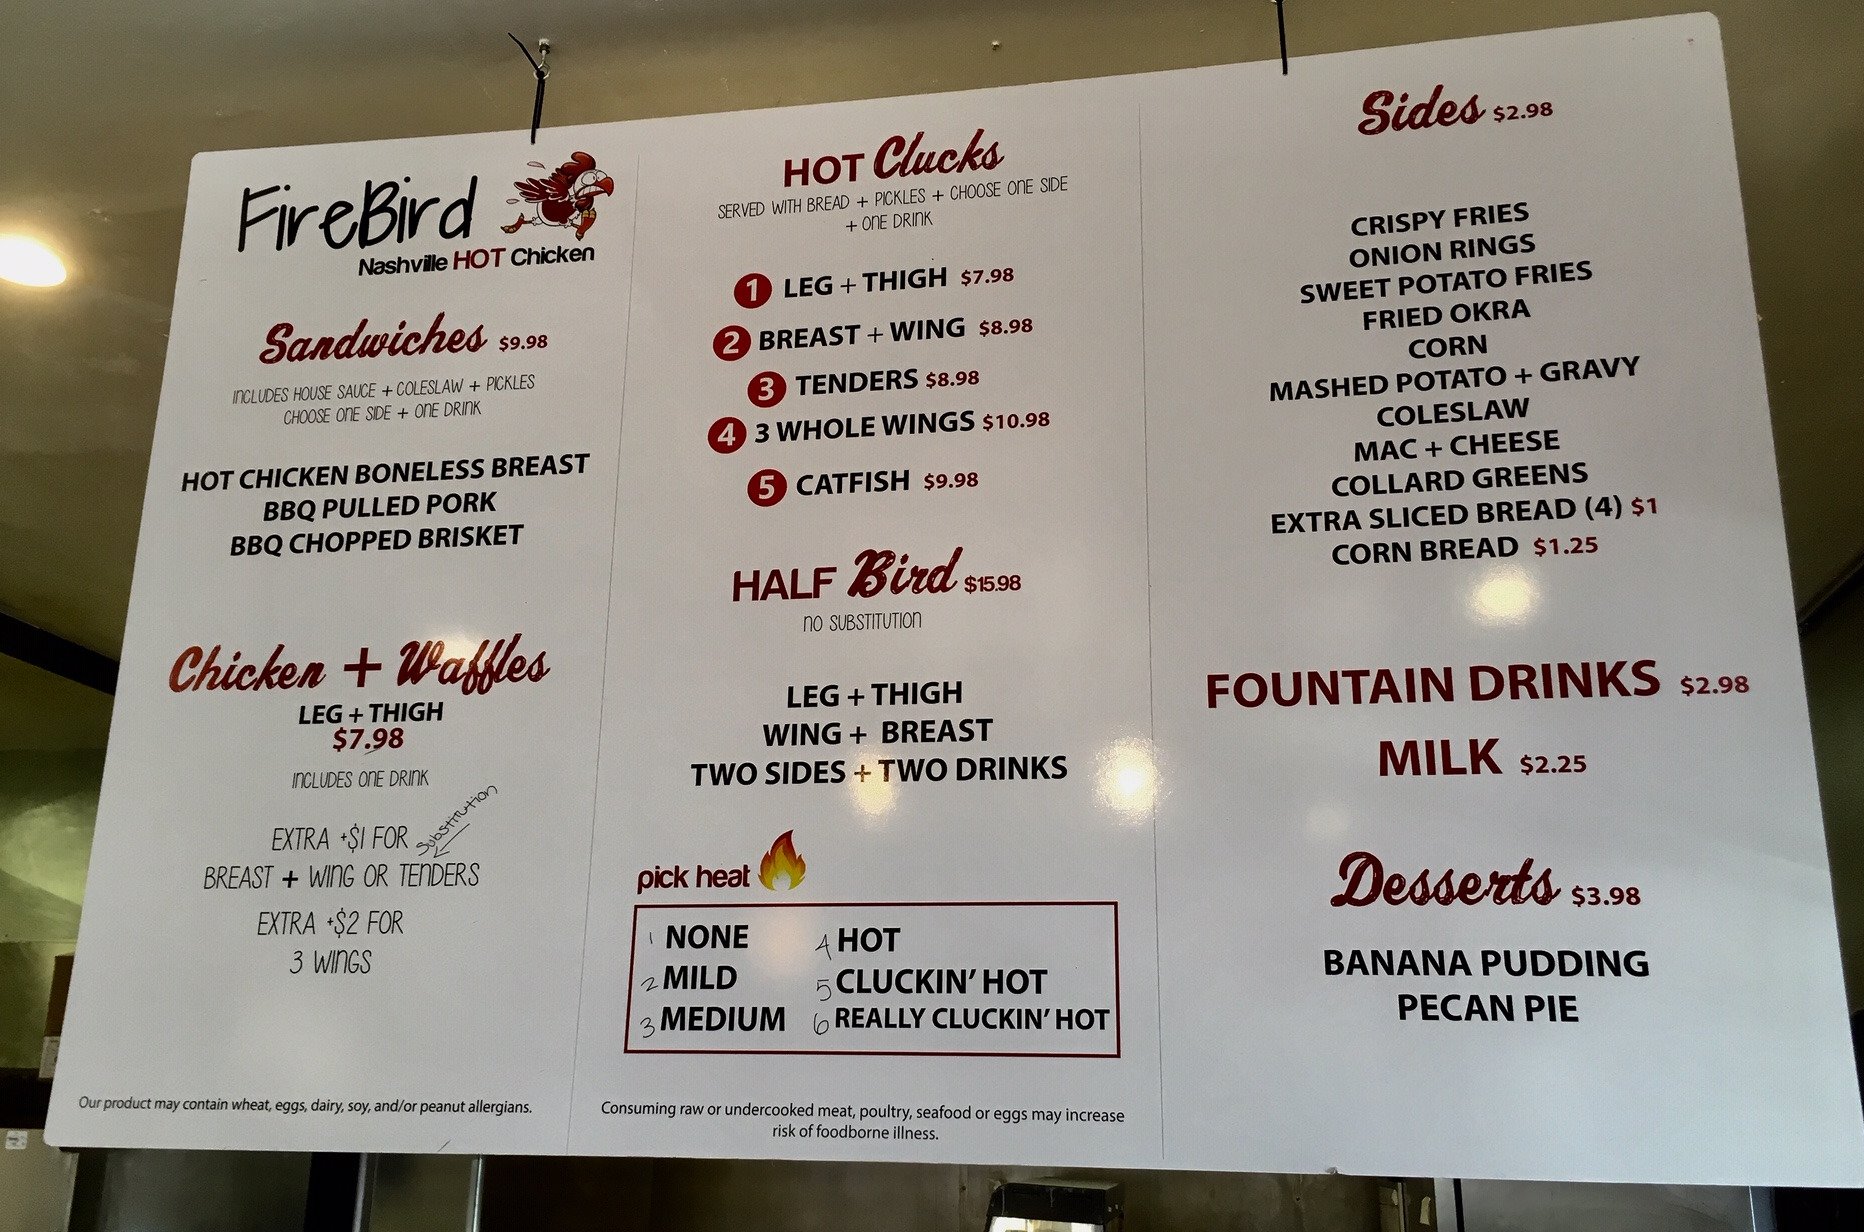 FireBird
Nashville HOT Chicken
Sandwiches $9.98
INCLUDES HOUSE SAUCE + COLESLAW + PICKLES
CHOOSE ONE SIDE + ONE DRINK
HOT CHICKEN BONELESS BREAST
BBQ PULLED PORK
BBQ CHOPPED BRISKET
Chicken + Waffles
LEG + THIGH
$7.98
INCLUDES ONE DRINK
substitution
EXTRA +$1 FOR
BREAST + WING OR TENDERS
EXTRA +$2 FOR
3 WINGS
Our product may contain wheat, eggs, dairy, soy, and/or peanut allergians.
HOT Clucks
SERVED WITH BREAD + PICKLES + CHOOSE ONE SIDE
+ ONE DRINK
1 LEG + THIGH $7.98
2 BREAST + WING $8.98
3 TENDERS $8.98
4 3 WHOLE WINGS $10.98
5 CATFISH $9.98
HALF Bird $15.98
NO SUBSTITUTION
LEG + THIGH
WING + BREAST
TWO SIDES + TWO DRINKS
pick heat
1 NONE
2 MILD
3 MEDIUM
4 HOT
5 CLUCKIN' HOT
6 REALLY CLUCKIN' HOT
Consuming raw or undercooked meat, poultry, seafood or eggs may increase
risk of foodborne illness.
Sides $2.98
CRISPY FRIES
ONION RINGS
SWEET POTATO FRIES
FRIED OKRA
CORN
MASHED POTATO + GRAVY
COLESLAW
MAC + CHEESE
COLLARD GREENS
EXTRA SLICED BREAD (4) $1
CORN BREAD $1.25
FOUNTAIN DRINKS $2.98
MILK $2.25
Desserts $3.98
BANANA PUDDING
PECAN PIE